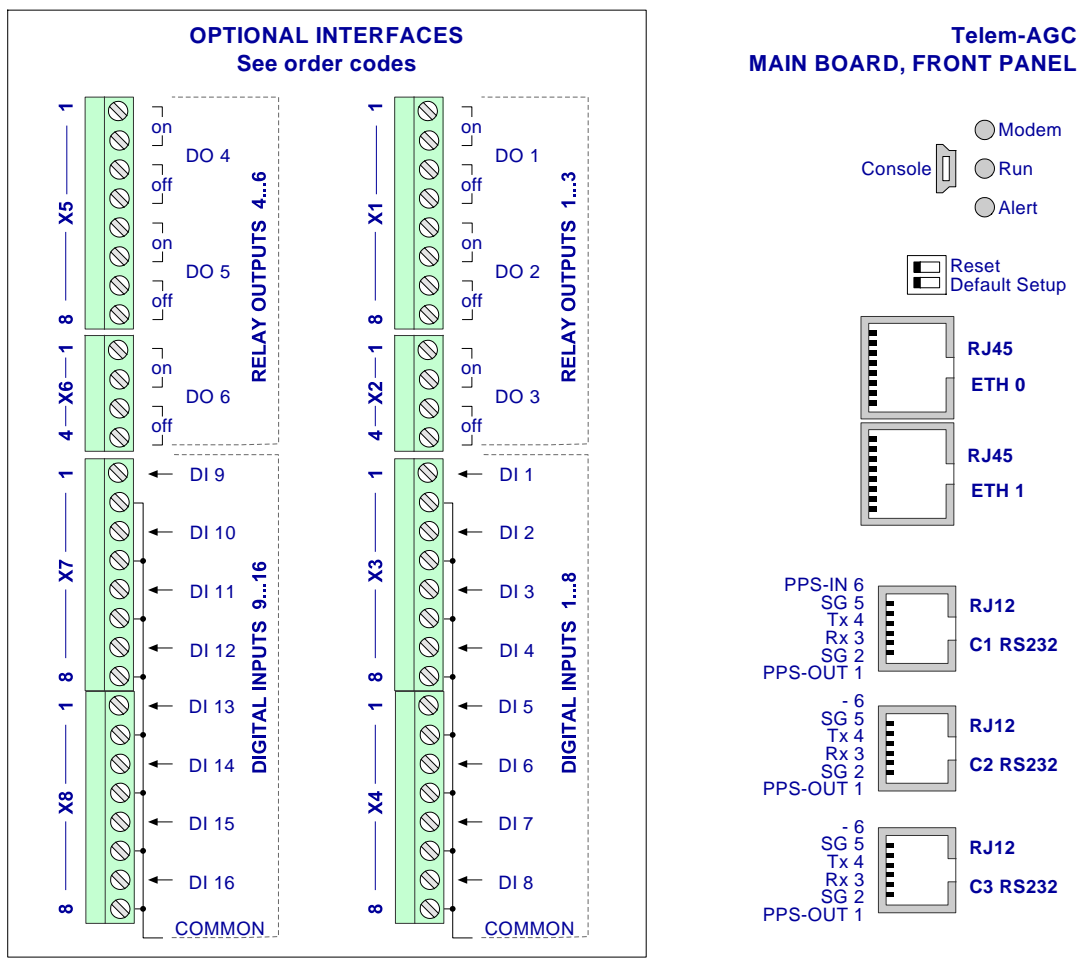 OPTIONAL INTERFACES
See order codes
1
X5
8
on
DO 4
off
on
DO 5
off
1
X6
4
on
DO 6
off
RELAY OUTPUTS 4...6
1
X7
8
DI 9
DI 10
DI 11
DI 12
1
X8
8
DI 13
DI 14
DI 15
DI 16
COMMON
DIGITAL INPUTS 9...16
1
X1
8
on
DO 1
off
on
DO 2
off
1
X2
4
on
DO 3
off
RELAY OUTPUTS 1...3
1
X3
8
DI 1
DI 2
DI 3
DI 4
1
X4
8
DI 5
DI 6
DI 7
DI 8
COMMON
DIGITAL INPUTS 1...8
Telem-AGC
MAIN BOARD, FRONT PANEL
Modem
Console
Run
Alert
Reset
Default Setup
RJ45
ETH 0
RJ45
ETH 1
PPS-IN 6
SG 5
Tx 4
Rx 3
SG 2
PPS-OUT 1
RJ12
C1 RS232
- 6
SG 5
Tx 4
Rx 3
SG 2
PPS-OUT 1
RJ12
C2 RS232
- 6
SG 5
Tx 4
Rx 3
SG 2
PPS-OUT 1
RJ12
C3 RS232